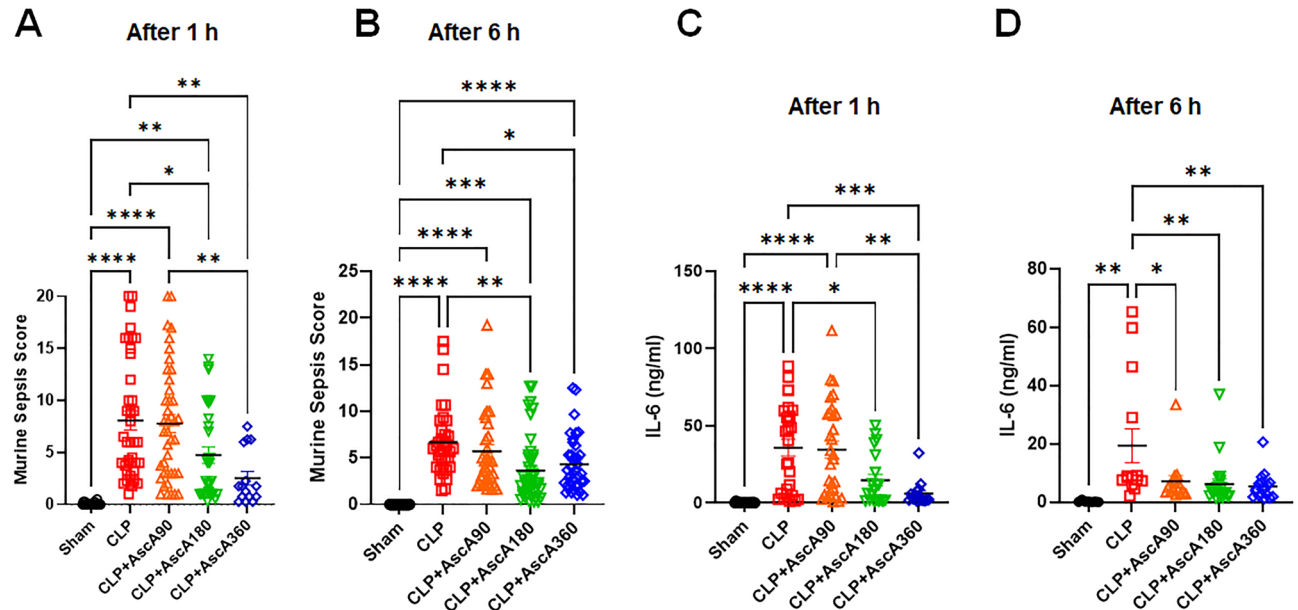 A
After 1 h
**
**
*
****
****
**
Murine Sepsis Score
20
15
10
5
0
Sham
CLP
CLP+AscA90
CLP+AscA180
CLP+AscA360
B
After 6 h
****
*
***
****
****
**
Murine Sepsis Score
25
20
15
10
5
0
Sham
CLP
CLP+AscA90
CLP+AscA180
CLP+AscA360
C
After 1 h
***
****
**
****
*
IL-6 (ng/ml)
150
100
50
0
Sham
CLP
CLP+AscA90
CLP+AscA180
CLP+AscA360
D
After 6 h
**
**
**
*
IL-6 (ng/ml)
80
60
40
20
0
Sham
CLP
CLP+AscA90
CLP+AscA180
CLP+AscA360